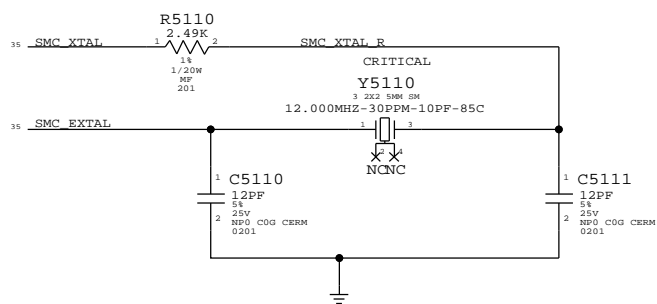 R5110
2.49K
35 SMC_XTAL 1 2 SMC_XTAL_R
1%
1/20W
MF
201
CRITICAL
Y5110
3 2X2 5MM SM
12.000MHZ-30PPM-10PF-85C
35 SMC_EXTAL 1 3
2 4
NC NC
1 C5110
12PF
5%
25V
2 NP0 C0G CERM
0201
1 C5111
12PF
5%
25V
2 NP0 C0G CERM
0201